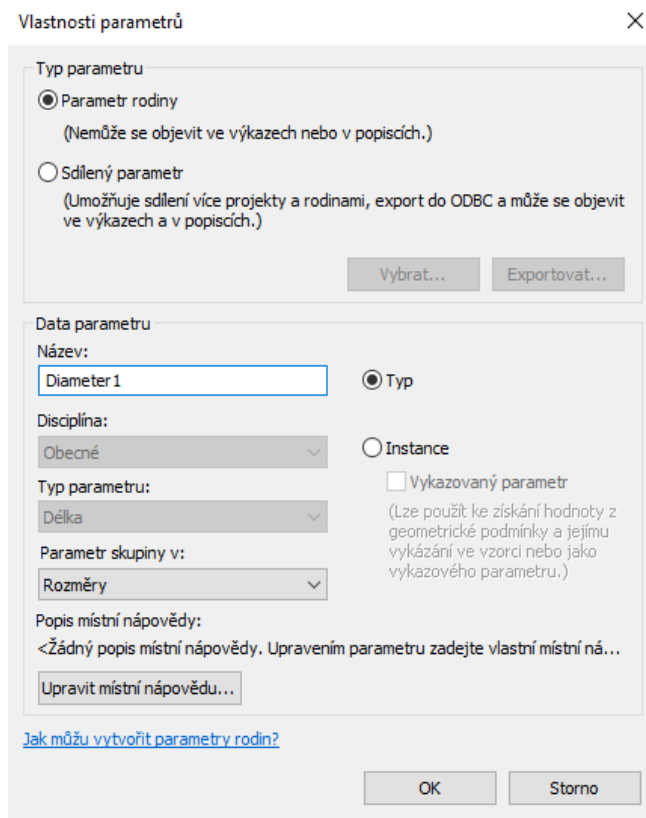 Vlastnosti parametrů
Typ parametru
Parametr rodiny
(Nemůže se objevit ve výkazech nebo v popiscích.)
Sdílený parametr
(Umožňuje sdílení více projekty a rodinami, export do ODBC a může se objevit
ve výkazech a v popiscích.)
Vybrat...
Exportovat...
Data parametru
Název:
Diameter1
Typ
Disciplína:
Obecné
Instance
Vykazovaný parametr
Typ parametru:
Délka
(Lze použít ke získání hodnoty z
geometrické podmínky a jejímu
vykázání ve vzorci nebo jako
vykazového parametru.)
Parametr skupiny v:
Rozměry
Popis místní nápovědy:
<Žádný popis místní nápovědy. Upravením parametru zadejte vlastní místní ná...
Upravit místní nápovědu...
Jak můžu vytvořit parametry rodin?
OK
Storno